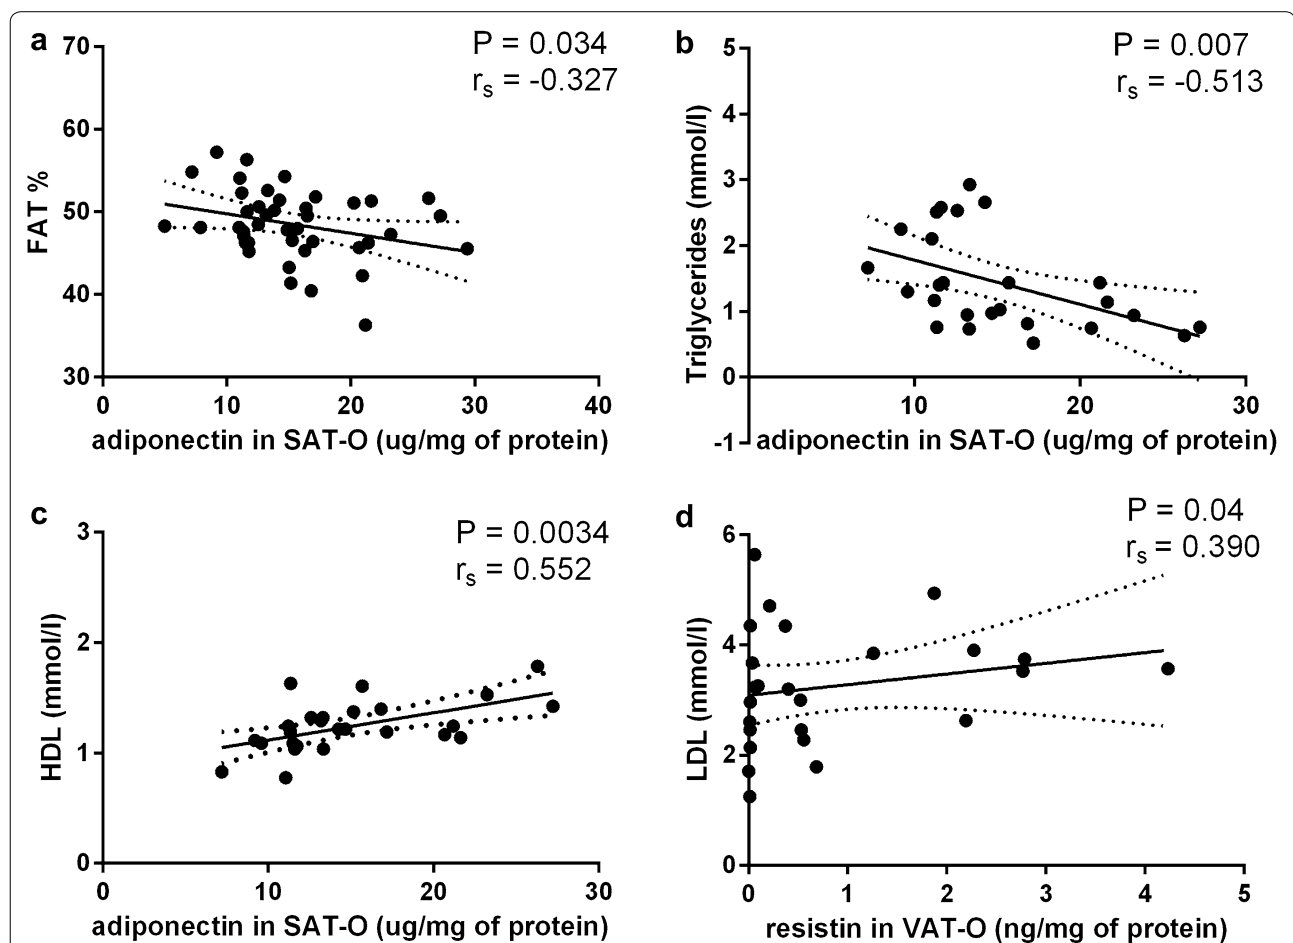 a
P = 0.034
rs = -0.327
FAT %
70
60
50
40
30
0 10 20 30 40
adiponectin in SAT-O (ug/mg of protein)
b
P = 0.007
rs = -0.513
Triglycerides (mmol/l)
5
4
3
2
1
0
-1
10 20 30
adiponectin in SAT-O (ug/mg of protein)
c
P = 0.0034
rs = 0.552
HDL (mmol/l)
3
2
1
0
0 10 20 30
adiponectin in SAT-O (ug/mg of protein)
d
P = 0.04
rs = 0.390
LDL (mmol/l)
6
4
2
0
0 1 2 3 4 5
resistin in VAT-O (ng/mg of protein)